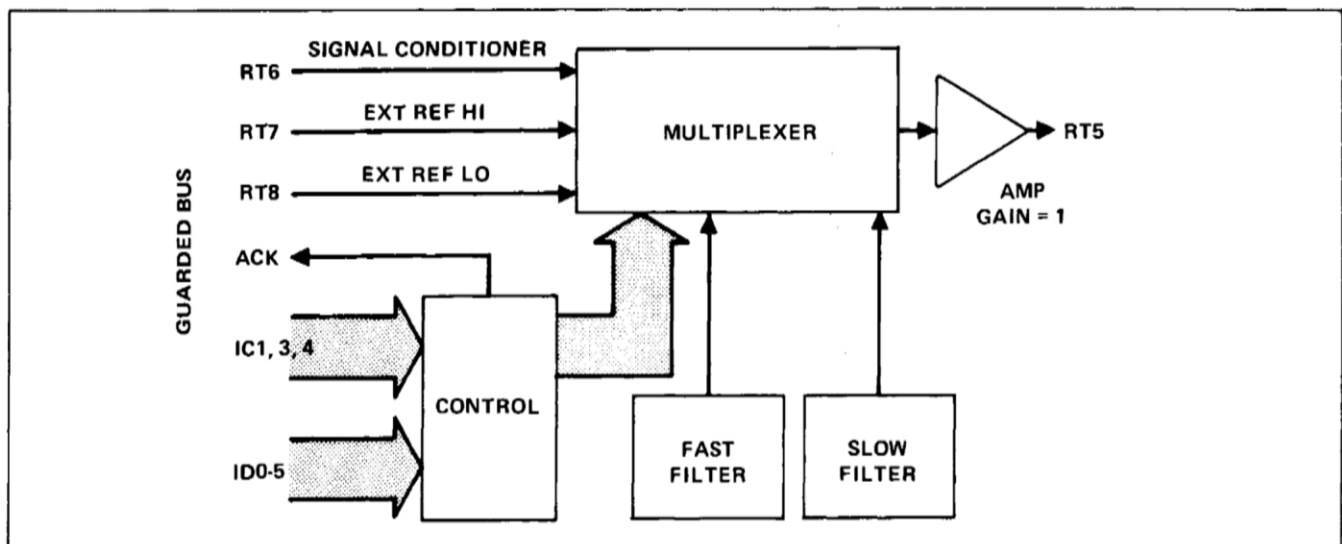 SIGNAL CONDITIONER
RT6
EXT REF HI
RT7
EXT REF LO
RT8
MULTIPLEXER
RT5
AMP
GAIN = 1
GUARDED BUS
ACK
IC1, 3, 4
CONTROL
ID0-5
FAST
FILTER
SLOW
FILTER